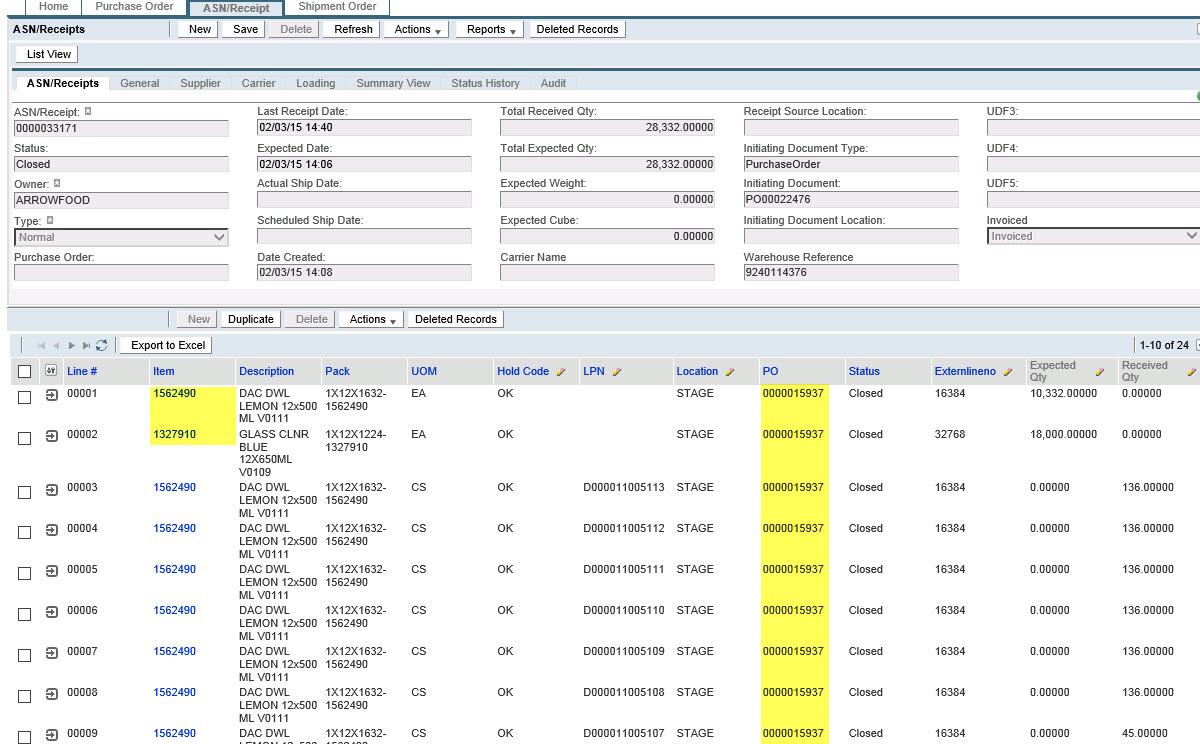 Home Purchase Order ASN/Receipt Shipment Order
ASN/Receipts New Save Delete Refresh Actions Reports Deleted Records
List View
ASN/Receipts General Supplier Carrier Loading Summary View Status History Audit
ASN/Receipt: Last Receipt Date: Total Received Qty: Receipt Source Location: UDF3:
0000033171 02/03/15 14:40 28,332.00000
Status: Expected Date: Total Expected Qty: Initiating Document Type: UDF4:
Closed 02/03/15 14:06 28,332.00000 PurchaseOrder
Owner: Actual Ship Date: Expected Weight: Initiating Document: UDF5:
ARROWFOOD 0.00000 PO00022476
Type: Scheduled Ship Date: Expected Cube: Initiating Document Location: Invoiced
Normal 0.00000 Invoiced
Purchase Order: Date Created: Carrier Name Warehouse Reference
02/03/15 14:08 9240114376
New Duplicate Delete Actions Deleted Records
Export to Excel 1-10 of 24
Line # Item Description Pack UOM Hold Code LPN Location PO Status Externlineno Expected Received
Qty Qty
00001 1562490 DAC DWL 1X12X1632- EA OK STAGE 0000015937 Closed 16384 10,332.00000 0.00000
LEMON 12x500 1562490
ML V0111
00002 1327910 GLASS CLNR 1X12X1224- EA OK STAGE 0000015937 Closed 32768 18,000.00000 0.00000
BLUE 1327910
12X650ML
V0109
00003 1562490 DAC DWL 1X12X1632- CS OK D000011005113 STAGE 0000015937 Closed 16384 0.00000 136.00000
LEMON 12x500 1562490
ML V0111
00004 1562490 DAC DWL 1X12X1632- CS OK D000011005112 STAGE 0000015937 Closed 16384 0.00000 136.00000
LEMON 12x500 1562490
ML V0111
00005 1562490 DAC DWL 1X12X1632- CS OK D000011005111 STAGE 0000015937 Closed 16384 0.00000 136.00000
LEMON 12x500 1562490
ML V0111
00006 1562490 DAC DWL 1X12X1632- CS OK D000011005110 STAGE 0000015937 Closed 16384 0.00000 136.00000
LEMON 12x500 1562490
ML V0111
00007 1562490 DAC DWL 1X12X1632- CS OK D000011005109 STAGE 0000015937 Closed 16384 0.00000 136.00000
LEMON 12x500 1562490
ML V0111
00008 1562490 DAC DWL 1X12X1632- CS OK D000011005108 STAGE 0000015937 Closed 16384 0.00000 136.00000
LEMON 12x500 1562490
ML V0111
00009 1562490 DAC DWL 1X12X1632- CS OK D000011005107 STAGE 0000015937 Closed 16384 0.00000 45.00000